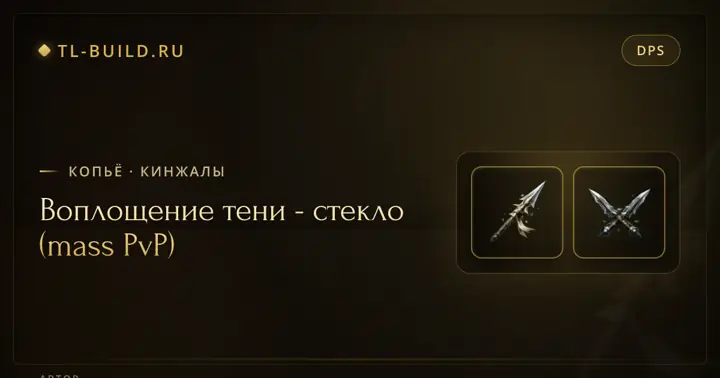 TL-BUILD.RU
DPS
КОПЬЁ · КИНЖАЛЫ
Воплощение тени - стекло
(mass PvP)